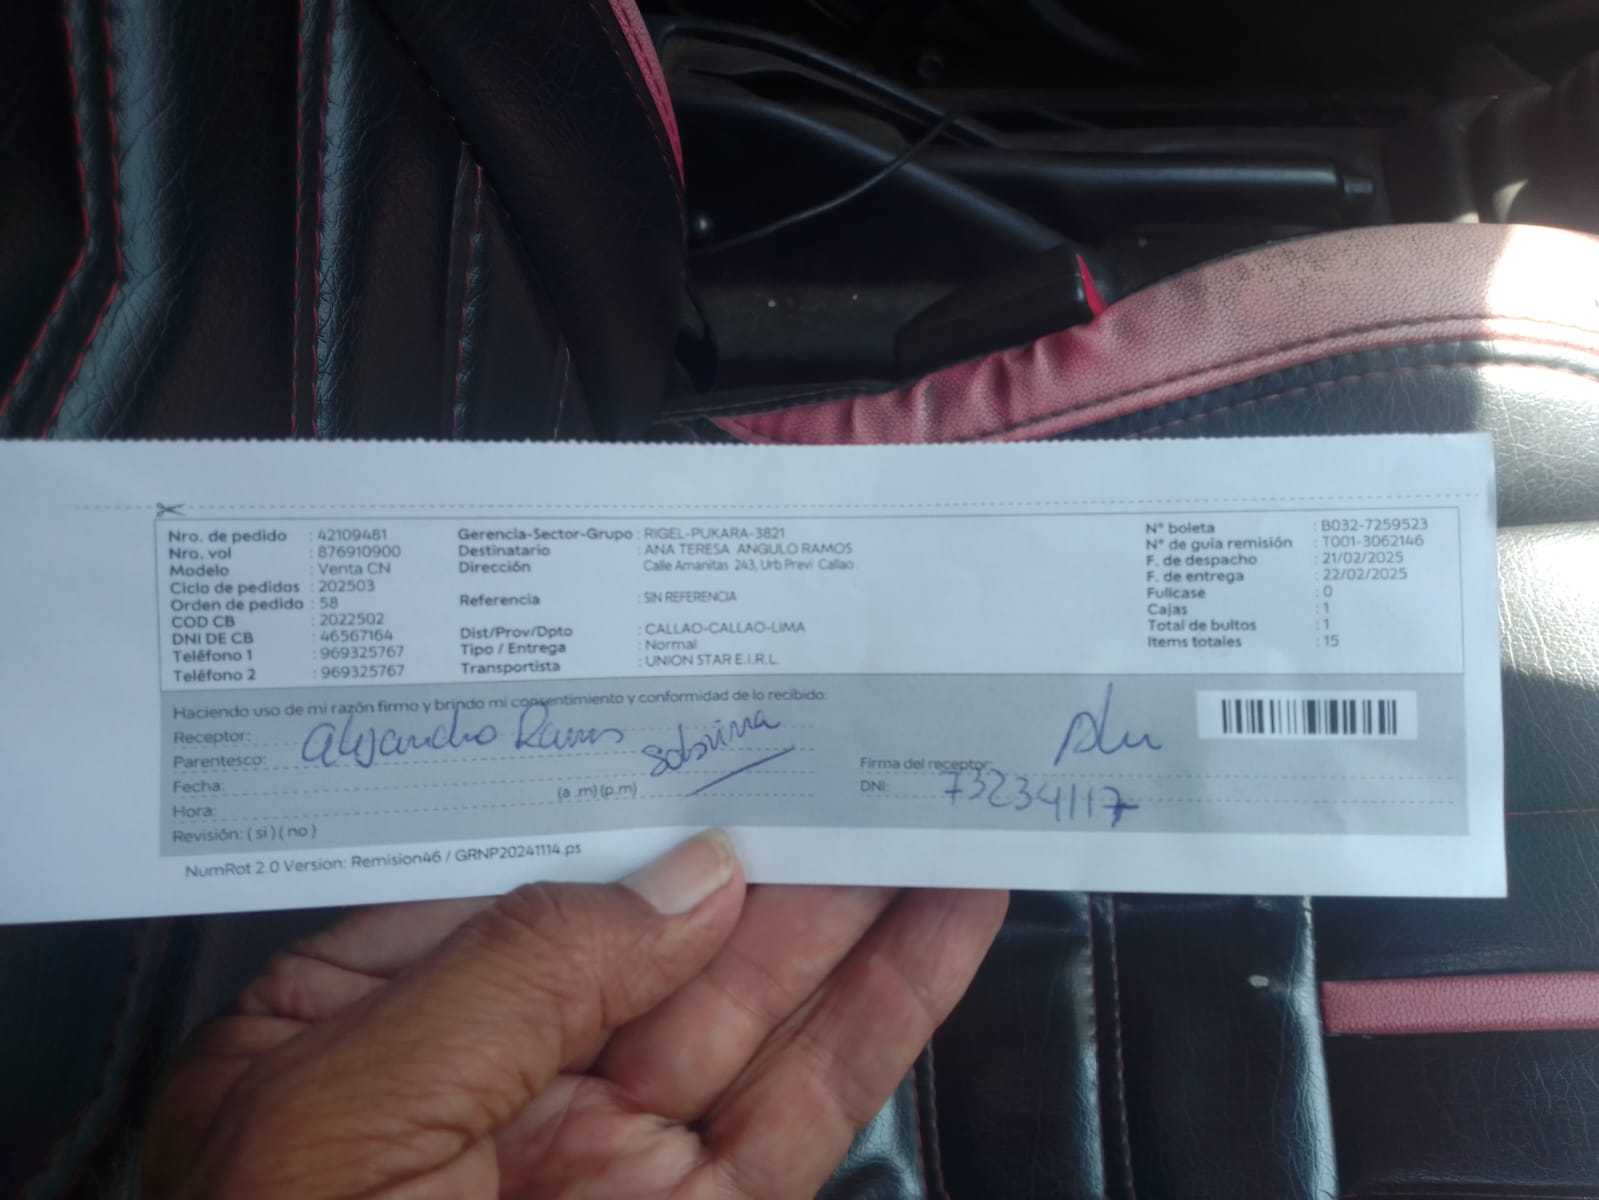 Nro. de pedido : 42109481
Nro. vol : 876910900
Modelo : Venta CN
Ciclo de pedidos : 202503
Orden de pedido : 58
COD CB : 2022502
DNI DE CB : 46567164
Teléfono 1 : 969325767
Teléfono 2 : 969325767
Gerencia-Sector-Grupo : RIGEL-PUKARA-3821
Destinatario : ANA TERESA ANGULO RAMOS
Dirección : Calle Amanitas 243, Urb Previ Callao
Referencia : SIN REFERENCIA
Dist/Prov/Dpto : CALLAO-CALLAO-LIMA
Tipo / Entrega : Normal
Transportista : UNION STAR E.I.R.L.
N° boleta : B032-7259523
N° de guía remisión : T001-3062146
F. de despacho : 21/02/2025
F. de entrega : 22/02/2025
Fullcase : 0
Cajas : 1
Total de bultos : 1
Items totales : 15
Haciendo uso de mi razón firmo y brindo mi consentimiento y conformidad de lo recibido:
Receptor: Alejandro Ramos
Parentesco: Sobrina
Fecha:
Hora: (a .m) (p.m)
Revisión: ( si ) ( no )
Firma del receptor:
DNI: 73234117
NumRot 2.0 Version: Remision46 / GRNP20241114.ps